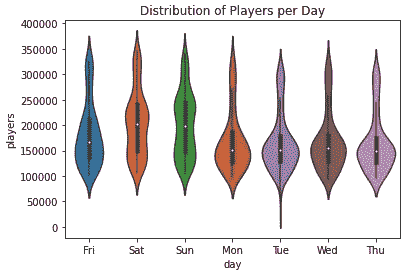 Distribution of Players per Day
400000
350000
300000
250000
200000
150000
100000
50000
0
players
Fri Sat Sun Mon Tue Wed Thu
day